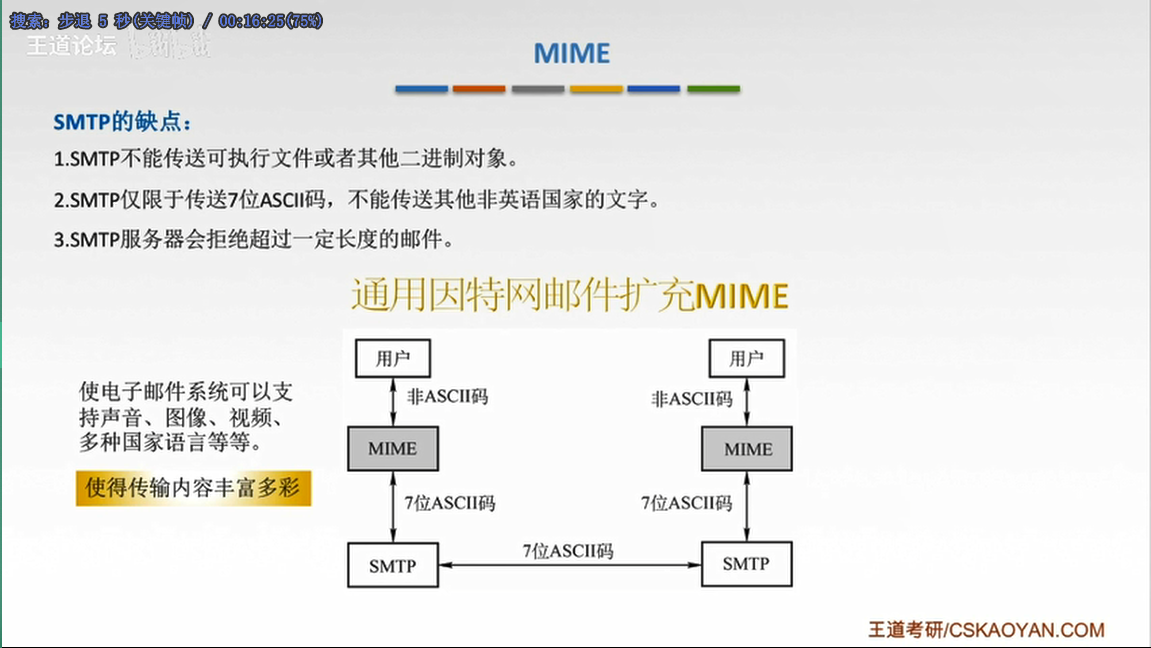 搜索: 步退 5 秒(关键帧) / 00:16:25(75%)
王道论坛
MIME
SMTP的缺点：
1.SMTP不能传送可执行文件或者其他二进制对象。
2.SMTP仅限于传送7位ASCII码，不能传送其他非英语国家的文字。
3.SMTP服务器会拒绝超过一定长度的邮件。
通用因特网邮件扩充MIME
使电子邮件系统可以支
持声音、图像、视频、
多种国家语言等等。
使得传输内容丰富多彩
用户
用户
非ASCII码
非ASCII码
MIME
MIME
7位ASCII码
7位ASCII码
SMTP
7位ASCII码
SMTP
王道考研/CSKAOYAN.COM